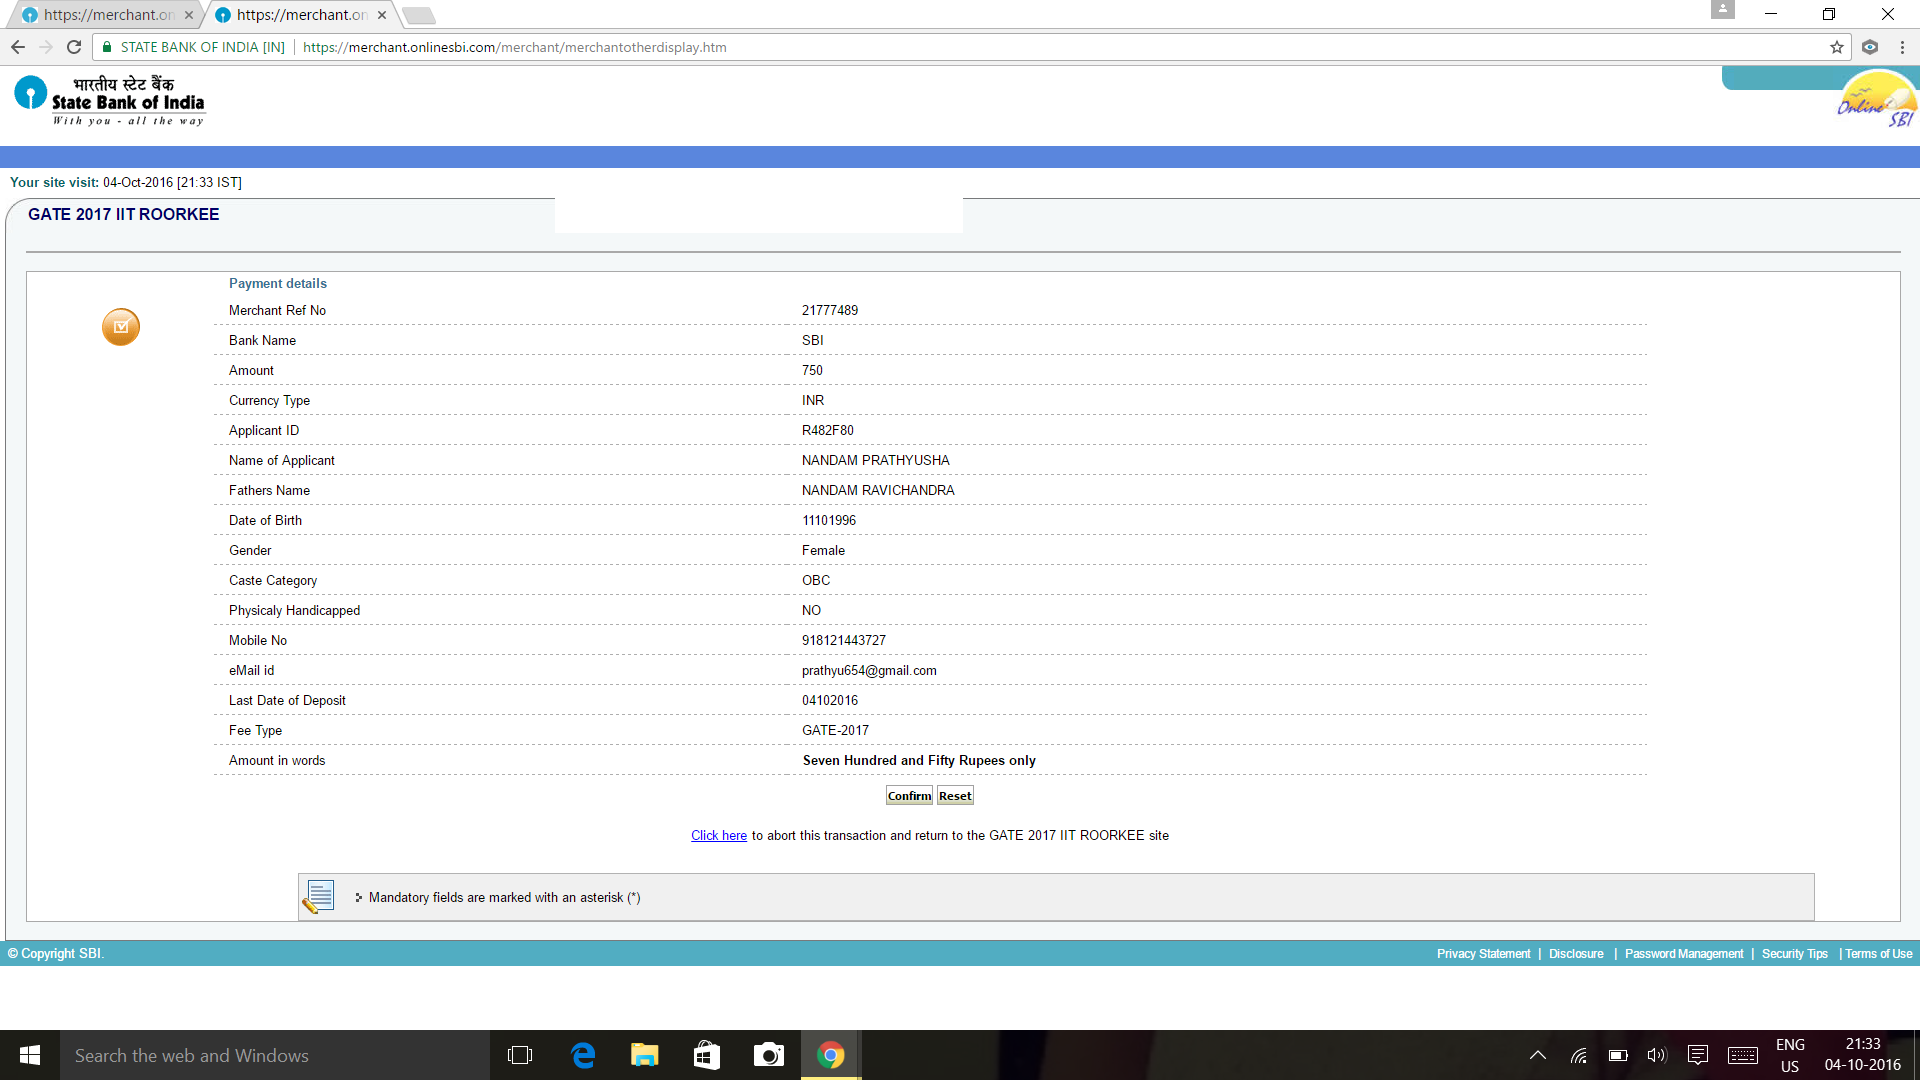 https://merchant.on
https://merchant.on
STATE BANK OF INDIA [IN]
https://merchant.onlinesbi.com/merchant/merchantotherdisplay.htm
भारतीय स्टेट बैंक
State Bank of India
With you - all the way
Online SBI
Your site visit: 04-Oct-2016 [21:33 IST]
GATE 2017 IIT ROORKEE
Payment details
Merchant Ref No 21777489
Bank Name SBI
Amount 750
Currency Type INR
Applicant ID R482F80
Name of Applicant NANDAM PRATHYUSHA
Fathers Name NANDAM RAVICHANDRA
Date of Birth 11101996
Gender Female
Caste Category OBC
Physicaly Handicapped NO
Mobile No 918121443727
eMail id prathyu654@gmail.com
Last Date of Deposit 04102016
Fee Type GATE-2017
Amount in words Seven Hundred and Fifty Rupees only
Confirm Reset
Click here to abort this transaction and return to the GATE 2017 IIT ROORKEE site
Mandatory fields are marked with an asterisk (*)
© Copyright SBI.
Privacy Statement | Disclosure | Password Management | Security Tips | Terms of Use
Search the web and Windows
ENG
US
21:33
04-10-2016